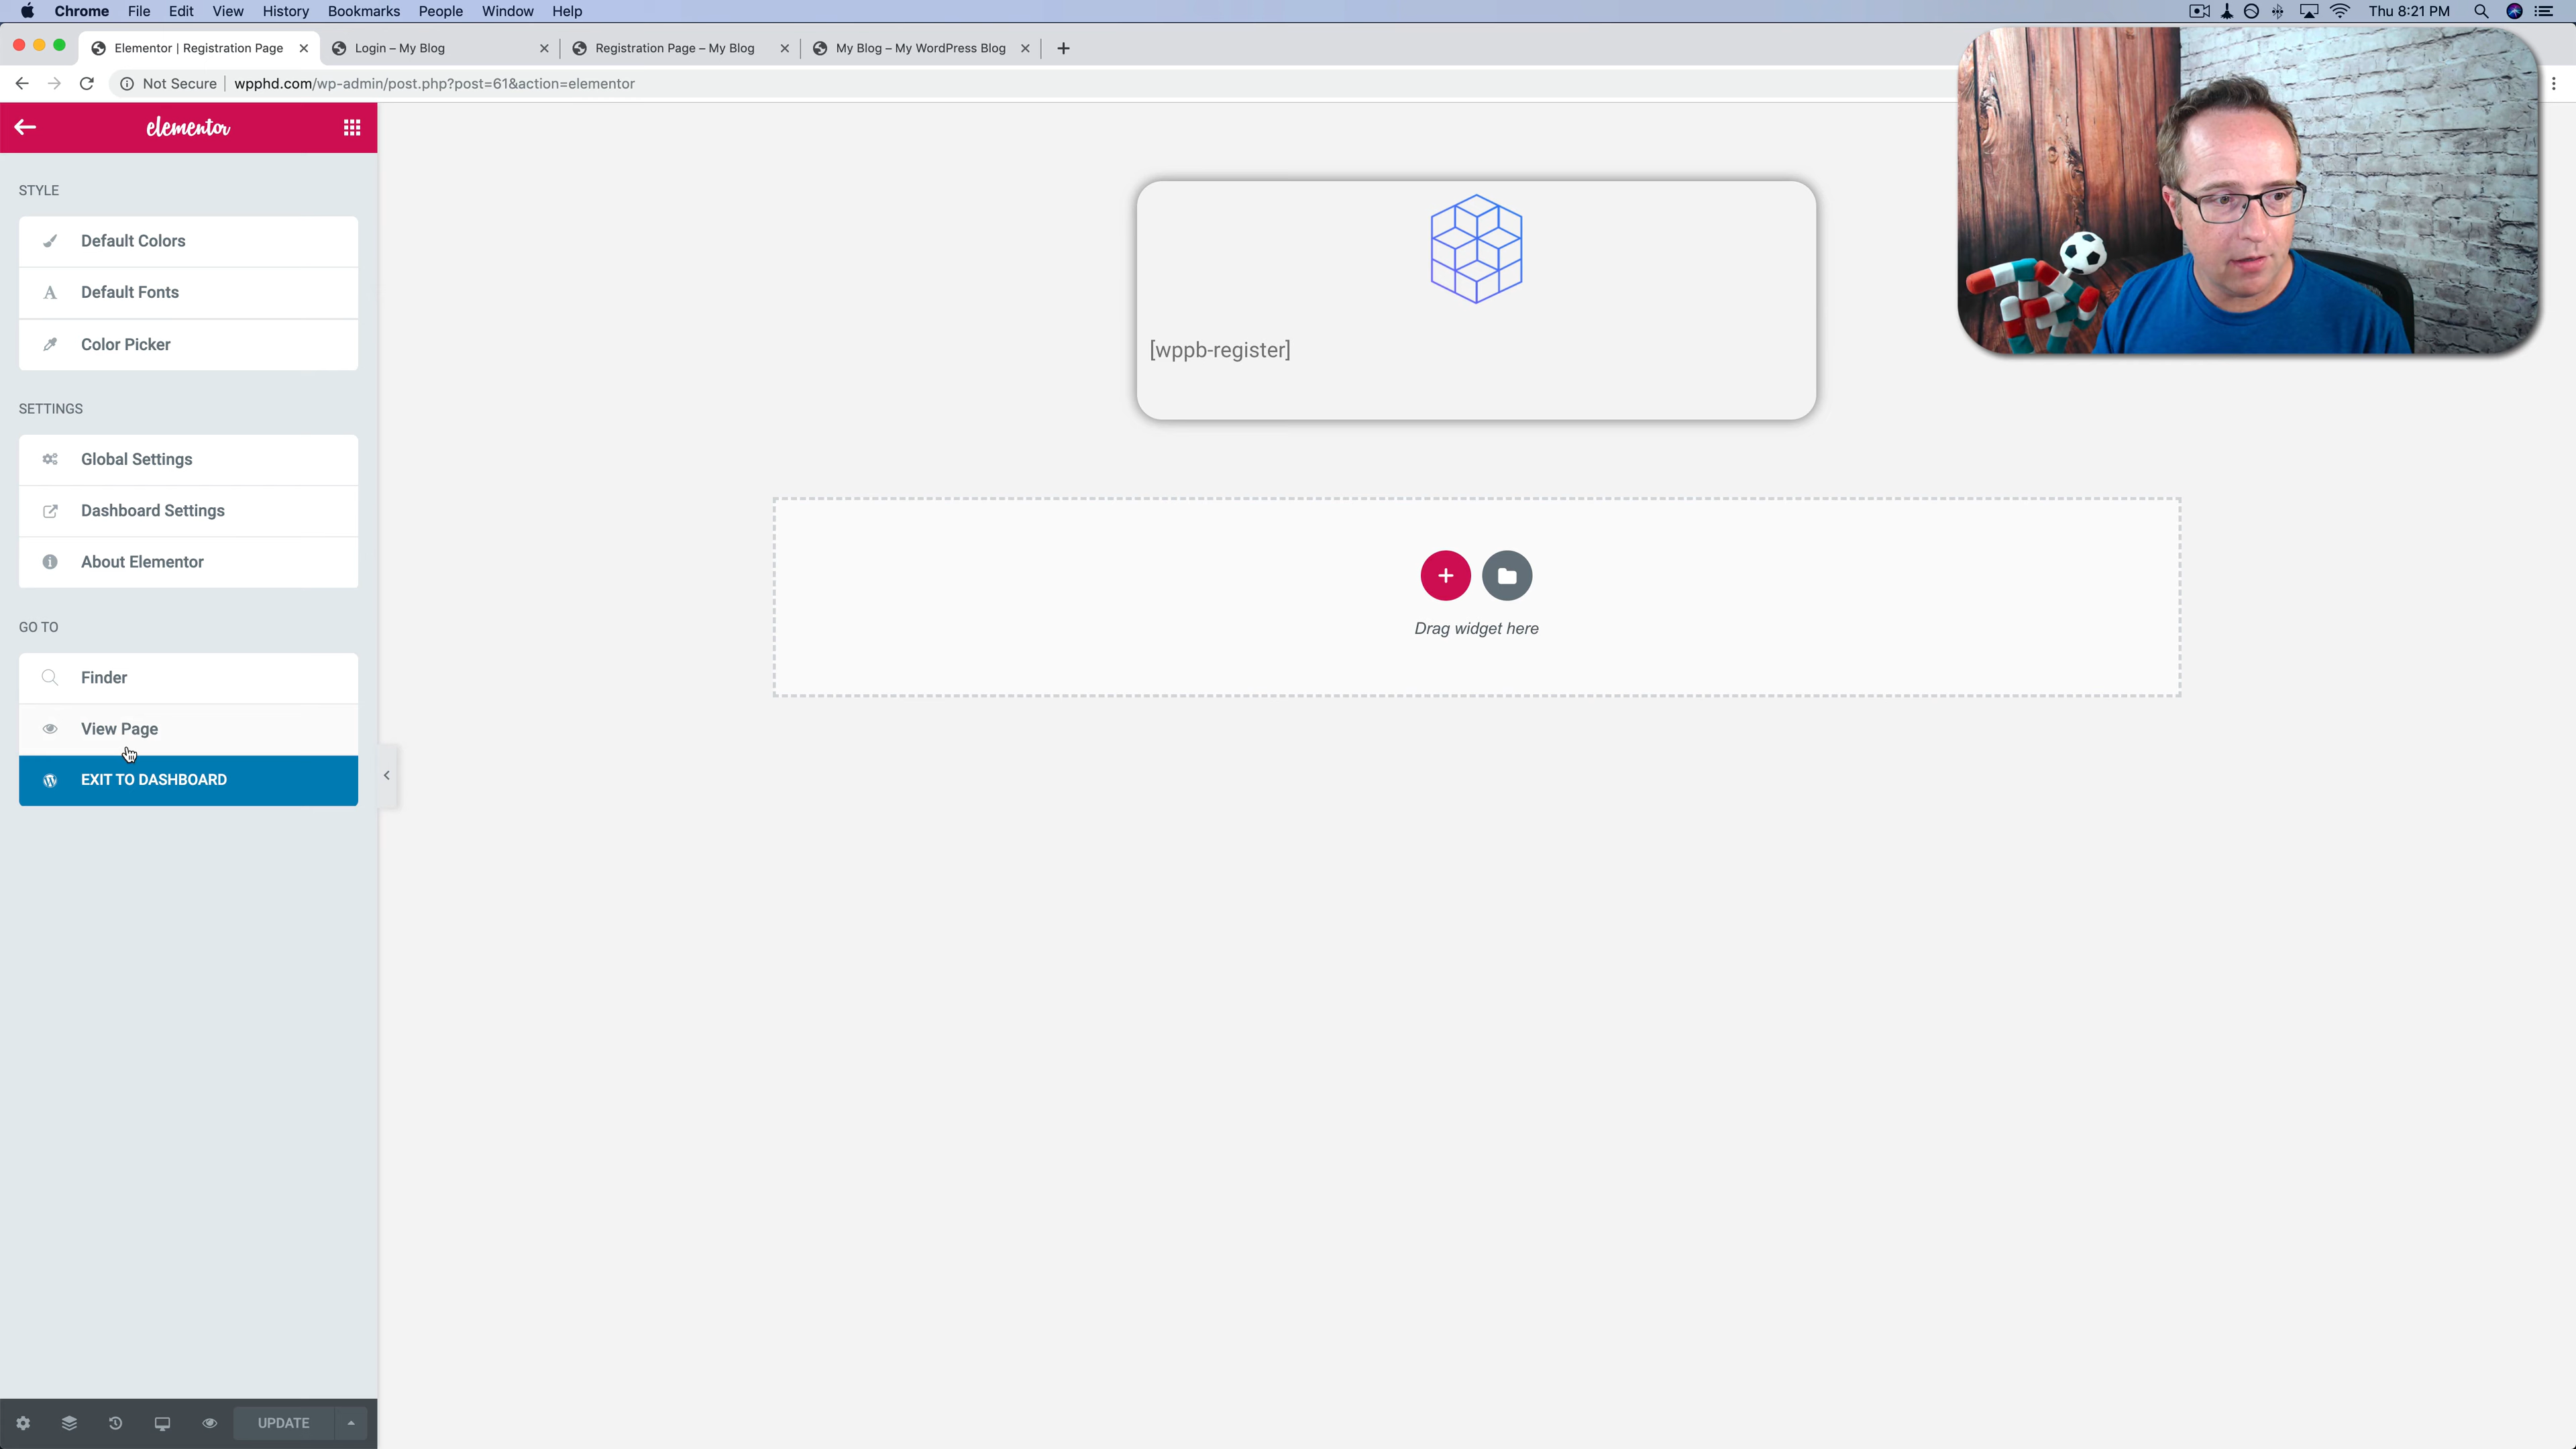 Chrome File Edit View History Bookmarks People Window Help Thu 8:21 PM
Elementor | Registration Page
Login – My Blog
Registration Page – My Blog
My Blog – My WordPress Blog
Not Secure wpphd.com/wp-admin/post.php?post=61&action=elementor
elementor
STYLE
Default Colors
Default Fonts
Color Picker
SETTINGS
Global Settings
Dashboard Settings
About Elementor
GO TO
Finder
View Page
EXIT TO DASHBOARD
UPDATE
[wppb-register]
Drag widget here